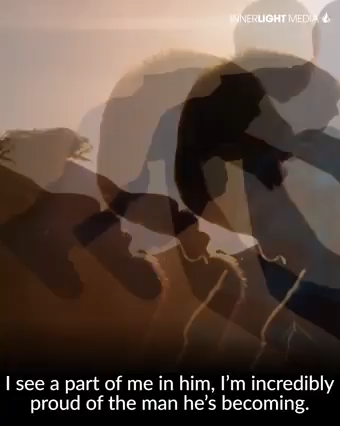 INNERLIGHT MEDIA
I see a part of me in him, I'm incredibly
proud of the man he's becoming.